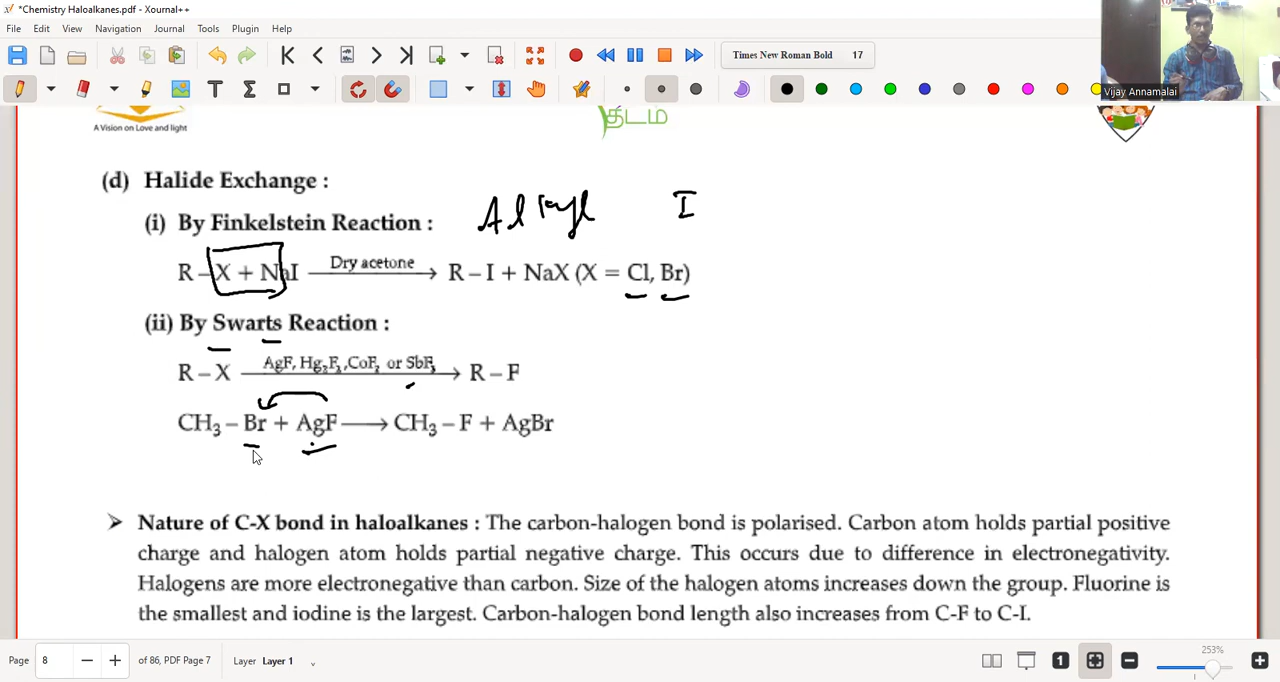 *Chemistry Haloalkanes.pdf - Xournal++
File Edit View Navigation Journal Tools Plugin Help
Times New Roman Bold 17
Vijay Annamalai
A Vision on Love and light
திடம்
(d) Halide Exchange :
Alkyl I
(i) By Finkelstein Reaction :
R – X + NaI Dry acetone → R – I + NaX (X = Cl, Br)
(ii) By Swarts Reaction :
R – X AgF, Hg₂F₂, CoF₂ or SbF₃ → R – F
CH₃ – Br + AgF → CH₃ – F + AgBr
➤ Nature of C-X bond in haloalkanes : The carbon-halogen bond is polarised. Carbon atom holds partial positive
charge and halogen atom holds partial negative charge. This occurs due to difference in electronegativity.
Halogens are more electronegative than carbon. Size of the halogen atoms increases down the group. Fluorine is
the smallest and iodine is the largest. Carbon-halogen bond length also increases from C-F to C-I.
Page 8 of 86, PDF Page 7 Layer Layer 1 253%